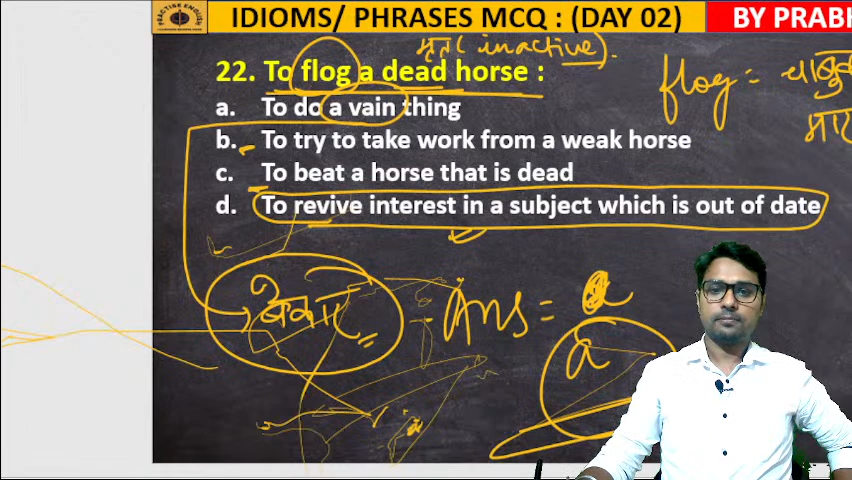 IDIOMS/ PHRASES MCQ : (DAY 02)
BY PRABH
मृत (inactive).
22. To flog a dead horse :
flog = चाबुक
मार
a. To do a vain thing
b. To try to take work from a weak horse
c. To beat a horse that is dead
d. To revive interest in a subject which is out of date
बेकार
Ans = a
a